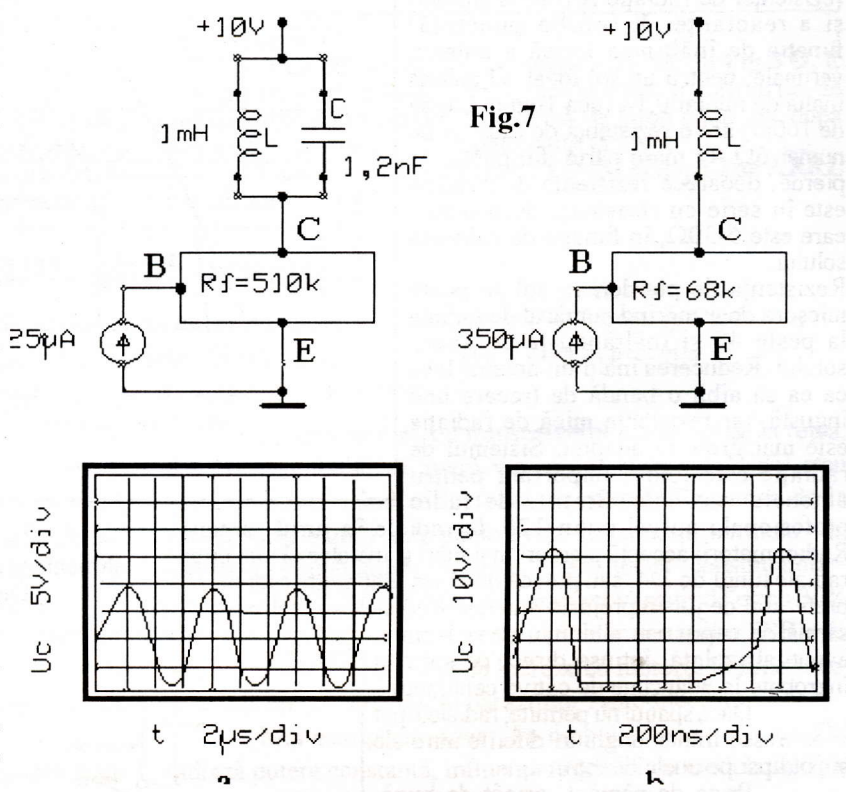 +10V
+10V
L
C
1mH
1,2nF
Fig.7
1mH
L
C
C
B
B
Rf=510k
Rf=68k
25µA
350µA
E
E
Uc 5V/div
Uc 10V/div
t 2µs/div
t 200ns/div